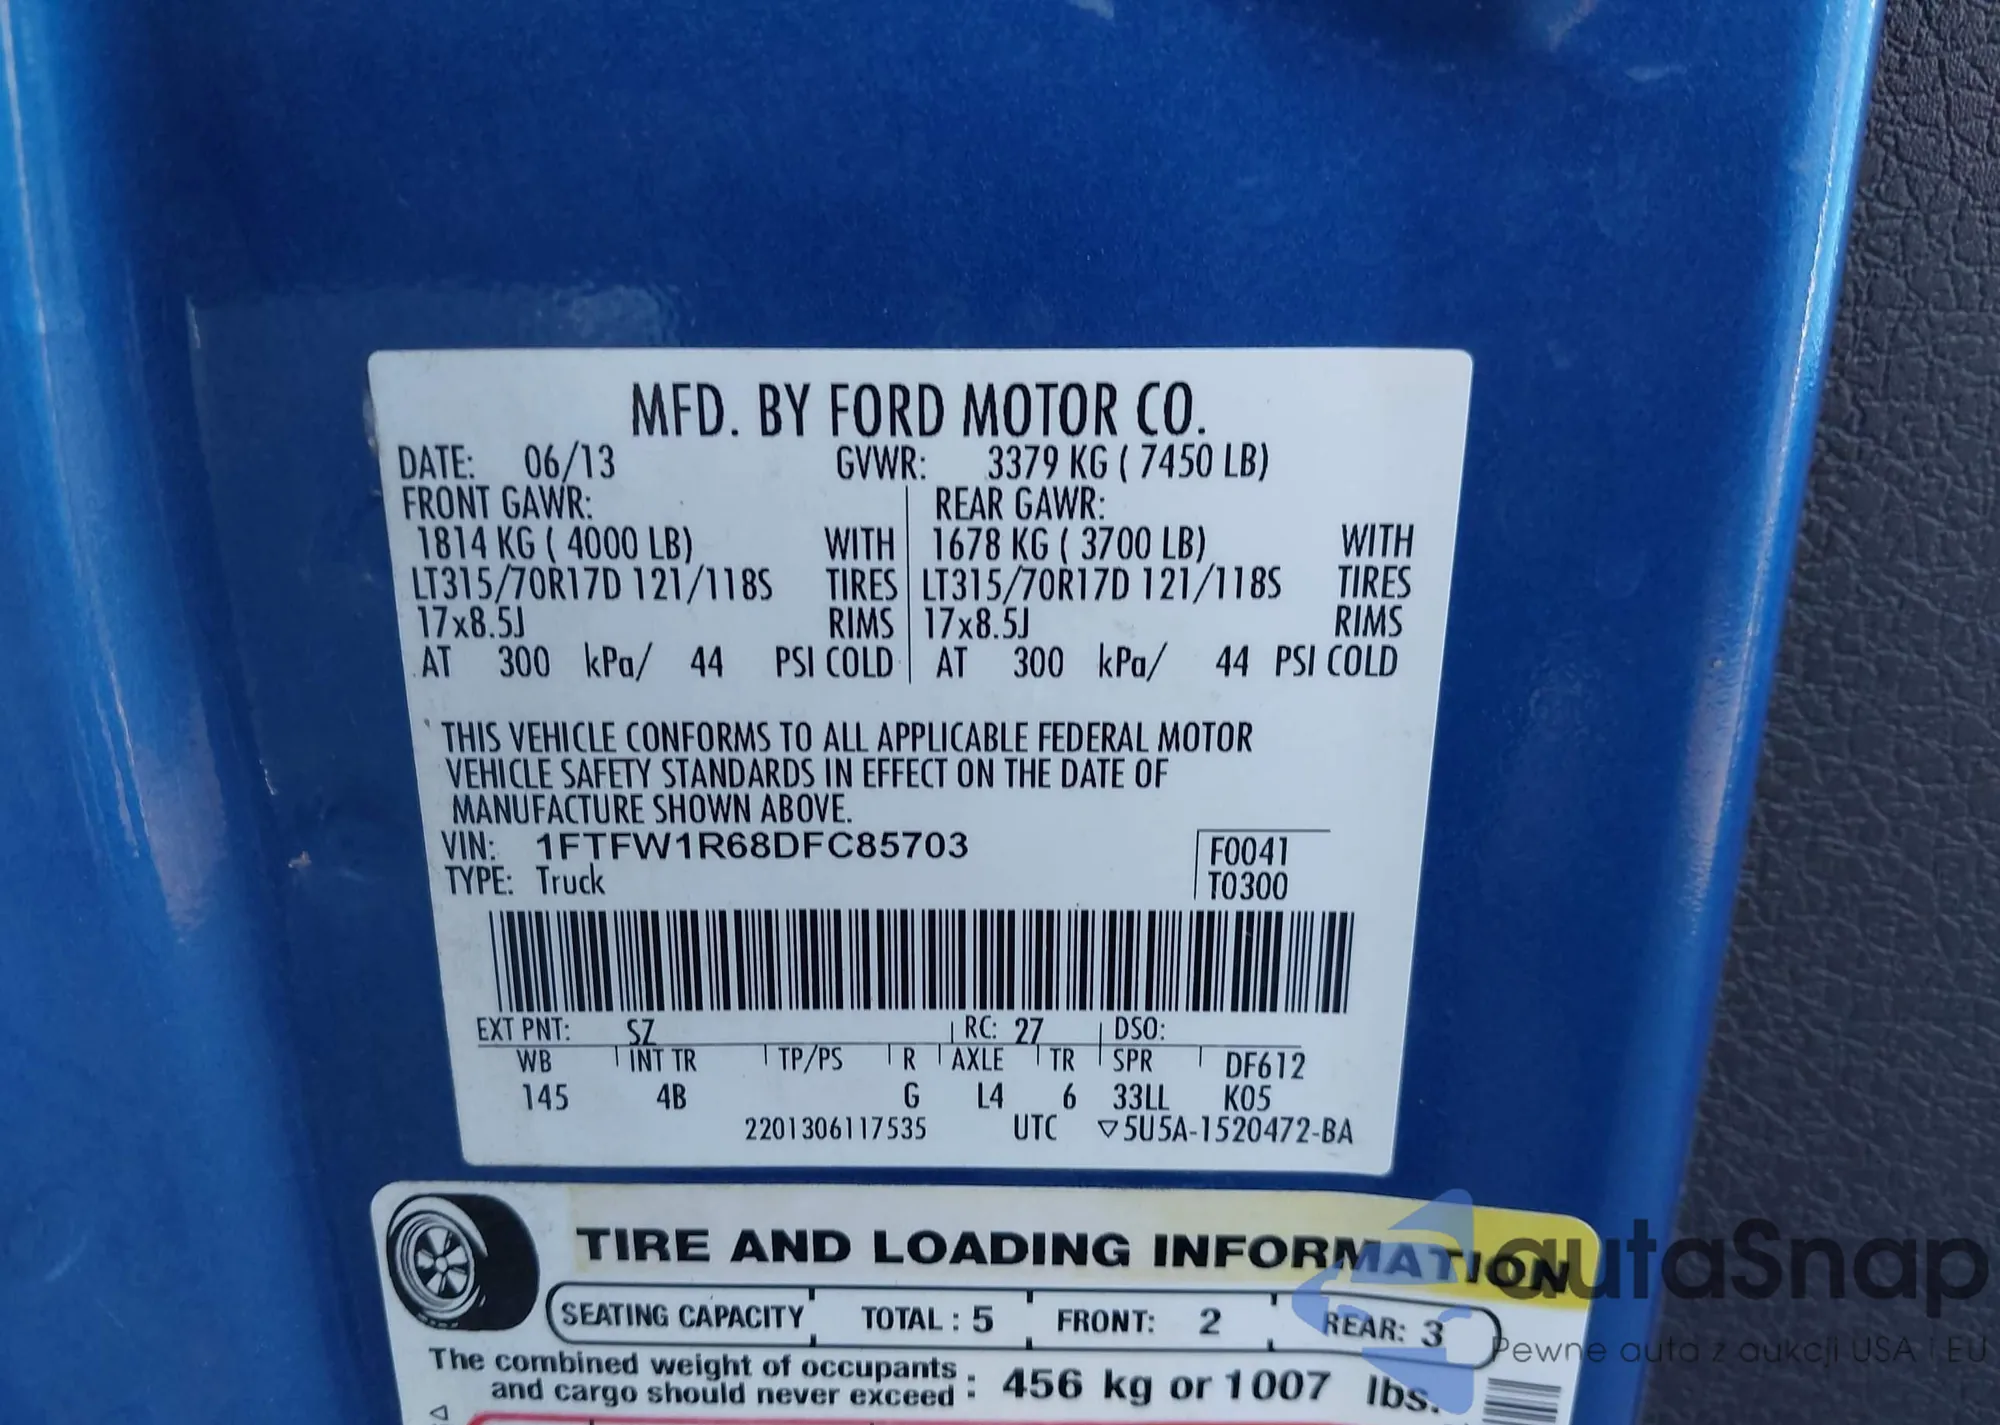 MFD. BY FORD MOTOR CO.
DATE: 06/13 GVWR: 3379 KG ( 7450 LB)
FRONT GAWR: REAR GAWR:
1814 KG ( 4000 LB) WITH 1678 KG ( 3700 LB) WITH
LT315/70R17D 121/118S TIRES LT315/70R17D 121/118S TIRES
17x8.5J RIMS 17x8.5J RIMS
AT 300 kPa/ 44 PSI COLD AT 300 kPa/ 44 PSI COLD
THIS VEHICLE CONFORMS TO ALL APPLICABLE FEDERAL MOTOR
VEHICLE SAFETY STANDARDS IN EFFECT ON THE DATE OF
MANUFACTURE SHOWN ABOVE.
VIN: 1FTFW1R68DFC85703 F0041
TYPE: Truck T0300
EXT PNT: SZ RC: 27 DSO:
WB INT TR TP/PS R AXLE TR SPR DF612
145 4B G L4 6 33LL K05
2201306117535 UTC ▽5U5A-1520472-BA
TIRE AND LOADING INFORMATION
SEATING CAPACITY TOTAL : 5 FRONT: 2 REAR: 3
The combined weight of occupants
and cargo should never exceed : 456 kg or 1007 lbs.
autaSnap
Pewne auta z aukcji USA | EU